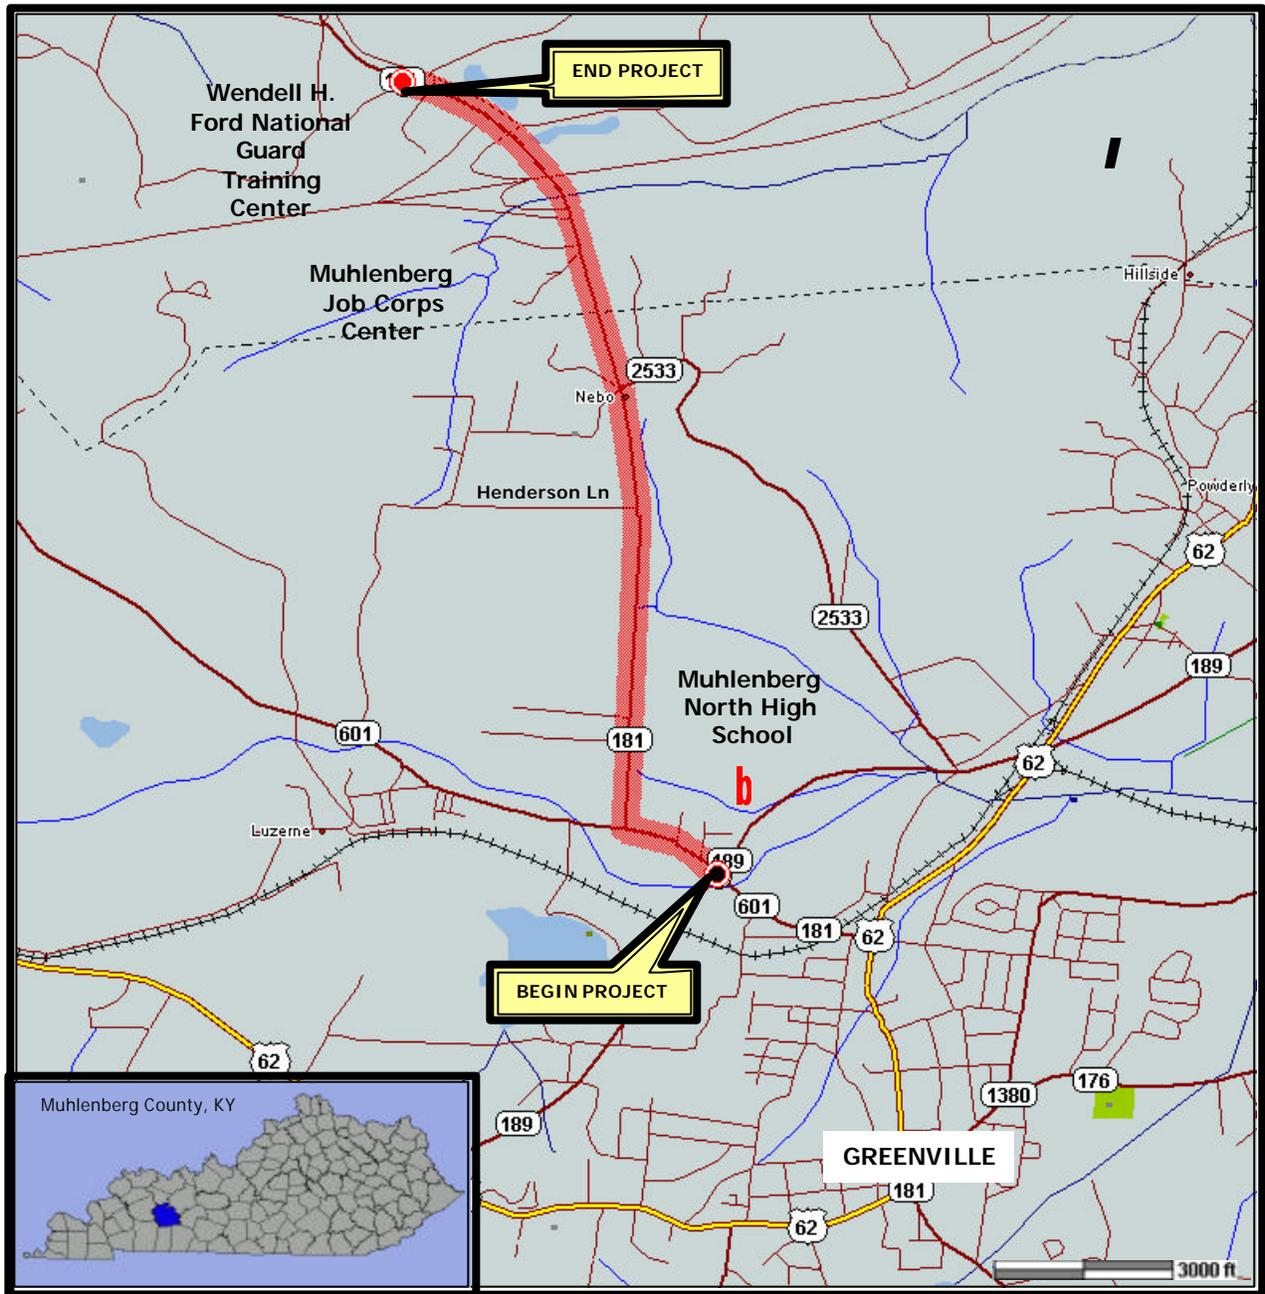 END PROJECT
Wendell H.
Ford National
Guard
Training
Center
Muhlenberg
Job Corps
Center
Hillside
2533
Nebo
Powderly
Henderson Ln
62
2533
189
Muhlenberg
North High
School
601
181
62
b
Luzerne
189
601
181
62
BEGIN PROJECT
62
176
1380
Muhlenberg County, KY
189
GREENVILLE
181
62
3000 ft